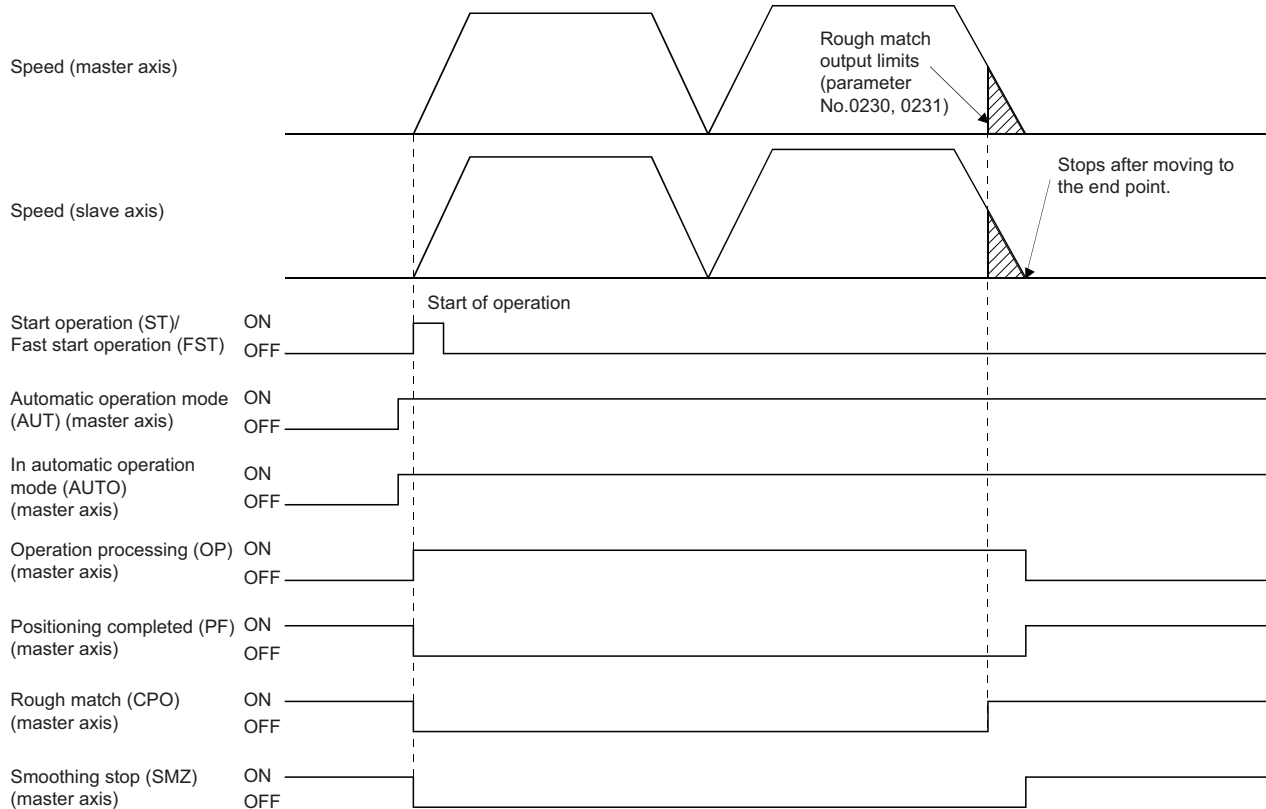 Speed (master axis)
Rough match
output limits
(parameter
No.0230, 0231)
Speed (slave axis)
Stops after moving to
the end point.
Start of operation
Start operation (ST)/
Fast start operation (FST)
ON
OFF
Automatic operation mode
(AUT) (master axis)
ON
OFF
In automatic operation
mode (AUTO)
(master axis)
ON
OFF
Operation processing (OP)
(master axis)
ON
OFF
Positioning completed (PF)
(master axis)
ON
OFF
Rough match (CPO)
(master axis)
ON
OFF
Smoothing stop (SMZ)
(master axis)
ON
OFF